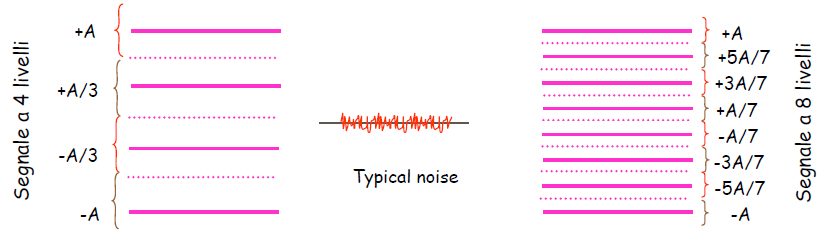 Segnale a 4 livelli
+A
+A/3
-A/3
-A
Typical noise
+A
+5A/7
+3A/7
+A/7
-A/7
-3A/7
-5A/7
-A
Segnale a 8 livelli